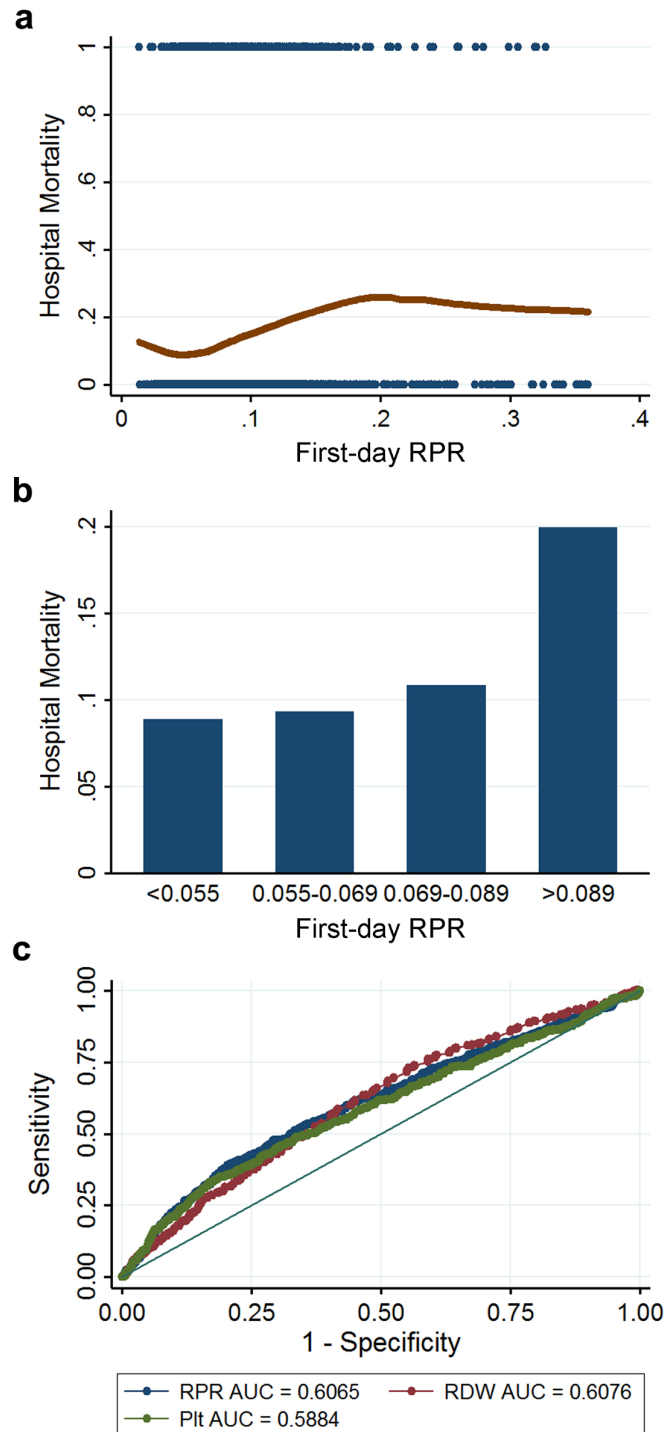 a
Hospital Mortality
1
.8
.6
.4
.2
0
0 .1 .2 .3 .4
First-day RPR
b
Hospital Mortality
.2
.15
.1
.05
0
<0.055 0.055-0.069 0.069-0.089 >0.089
First-day RPR
c
Sensitivity
1.00
0.75
0.50
0.25
0.00
0.00 0.25 0.50 0.75 1.00
1 - Specificity
RPR AUC = 0.6065 RDW AUC = 0.6076
Plt AUC = 0.5884